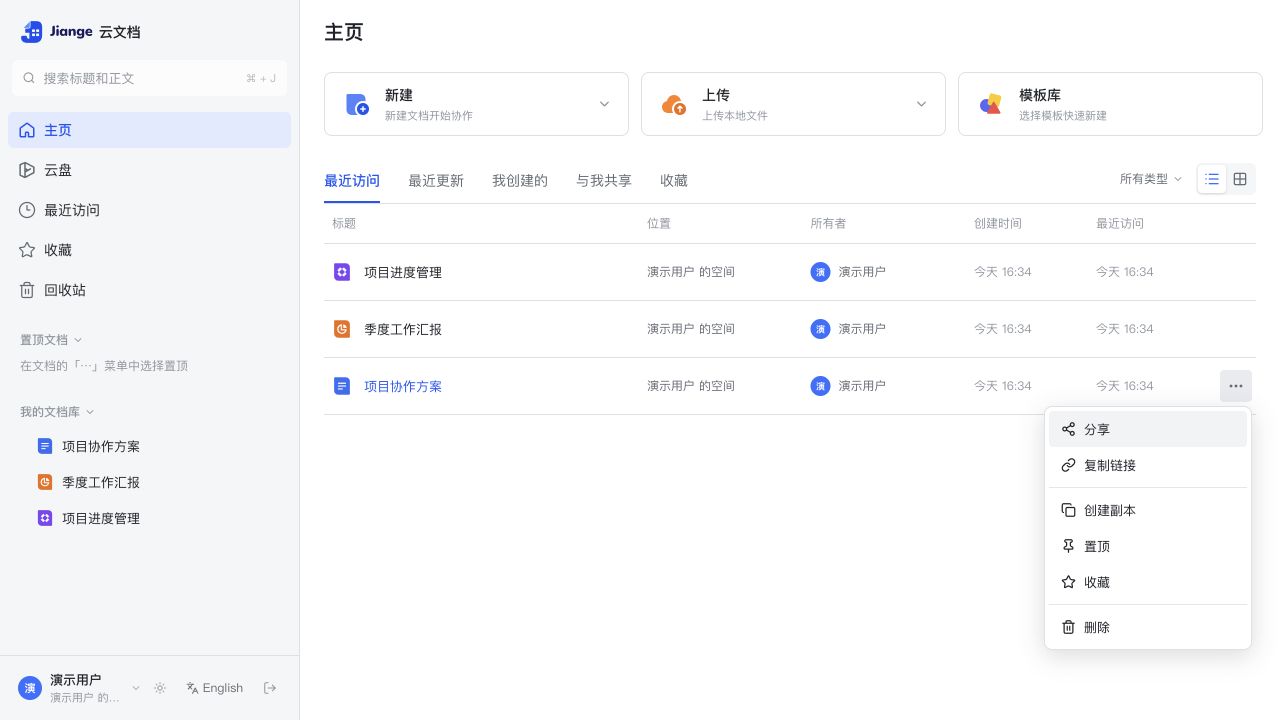 Jiange 云文档
搜索标题和正文 ⌘ + J
主页
云盘
最近访问
收藏
回收站
置顶文档
在文档的「…」菜单中选择置顶
我的文档库
项目协作方案
季度工作汇报
项目进度管理
演 演示用户
演示用户 的…
English
主页
新建
新建文档开始协作
上传
上传本地文件
模板库
选择模板快速新建
最近访问 最近更新 我创建的 与我共享 收藏 所有类型
标题 位置 所有者 创建时间 最近访问
项目进度管理 演示用户 的空间 演 演示用户 今天 16:34 今天 16:34
季度工作汇报 演示用户 的空间 演 演示用户 今天 16:34 今天 16:34
项目协作方案 演示用户 的空间 演 演示用户 今天 16:34 今天 16:34
分享
复制链接
创建副本
置顶
收藏
删除